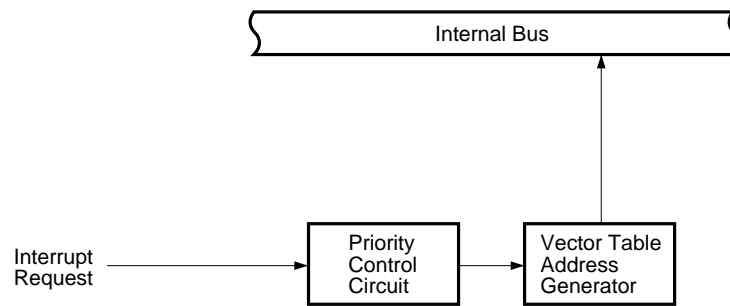 Internal Bus
Interrupt
Request
Priority
Control
Circuit
Vector Table
Address
Generator